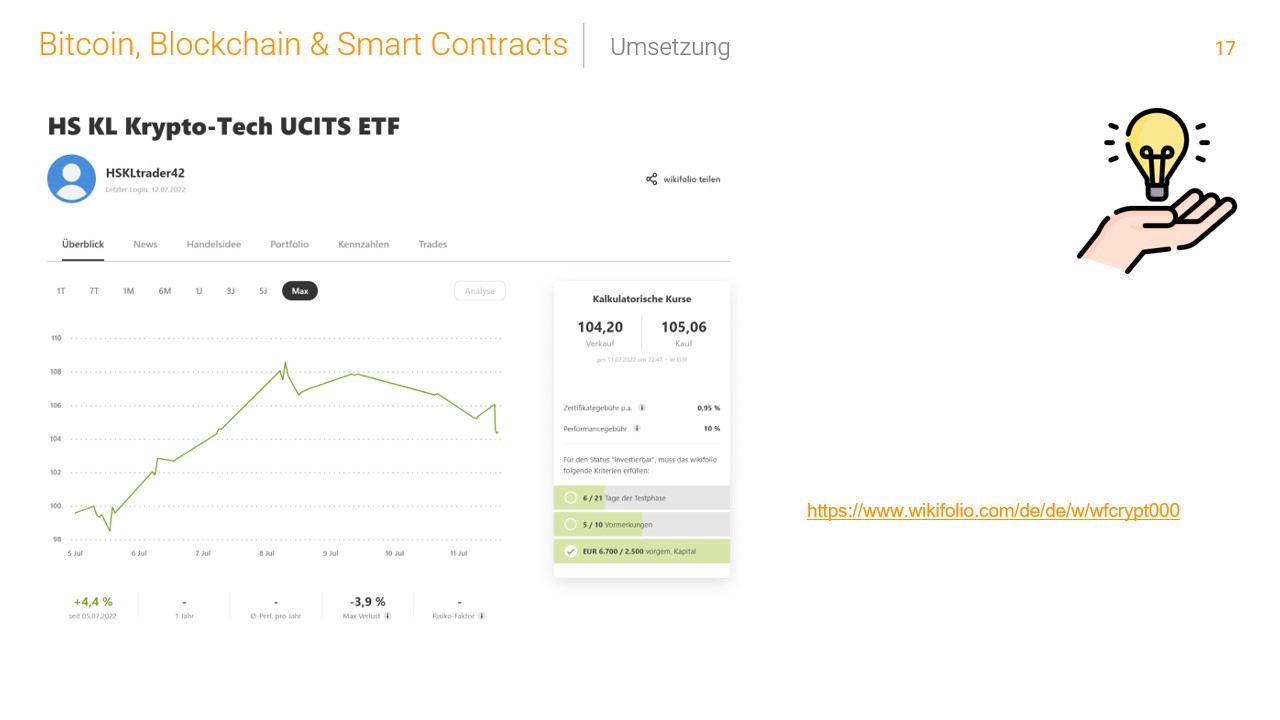 Bitcoin, Blockchain & Smart Contracts Umsetzung 17
HS KL Krypto-Tech UCITS ETF
HSKLtrader42
Letzter Login: 12.07.2022
wikifolio teilen
Überblick News Handelsidee Portfolio Kennzahlen Trades
1T 7T 1M 6M 1J 3J 5J Max Analyse
110
108
106
104
102
100
98
5 Jul 6 Jul 7 Jul 8 Jul 9 Jul 10 Jul 11 Jul
+4,4 % - - -3,9 % -
seit 05.07.2022 1 Jahr Ø-Perf. pro Jahr Max Verlust i Risiko-Faktor i
Kalkulatorische Kurse
104,20 105,06
Verkauf Kauf
per 11.07.2022 um 22:47 - in EUR
Zertifikategebühr p.a. i 0,95 %
Performancegebühr i 10 %
Für den Status "Investierbar", muss das wikifolio
folgende Kriterien erfüllen:
6 / 21 Tage der Testphase
5 / 10 Vormerkungen
EUR 6.700 / 2.500 vorgem. Kapital
https://www.wikifolio.com/de/de/w/wfcrypt000